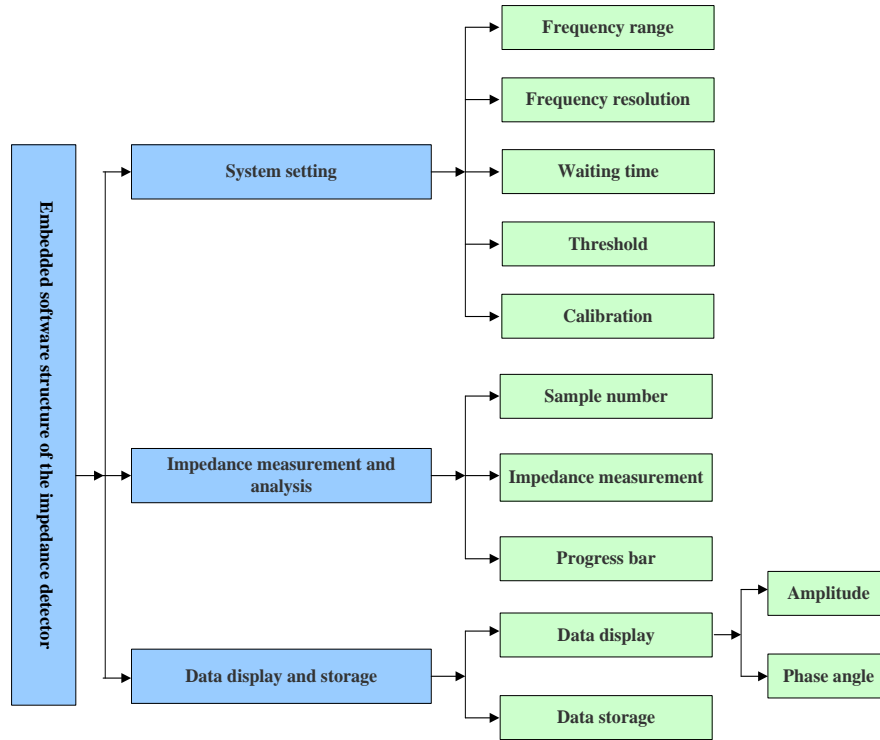 Embedded software structure of the impedance detector
System setting
Frequency range
Frequency resolution
Waiting time
Threshold
Calibration
Impedance measurement and
analysis
Sample number
Impedance measurement
Progress bar
Data display and storage
Data display
Amplitude
Phase angle
Data storage